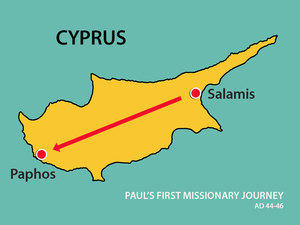 CYPRUS
Salamis
Paphos
PAUL'S FIRST MISSIONARY JOURNEY
AD 44-46